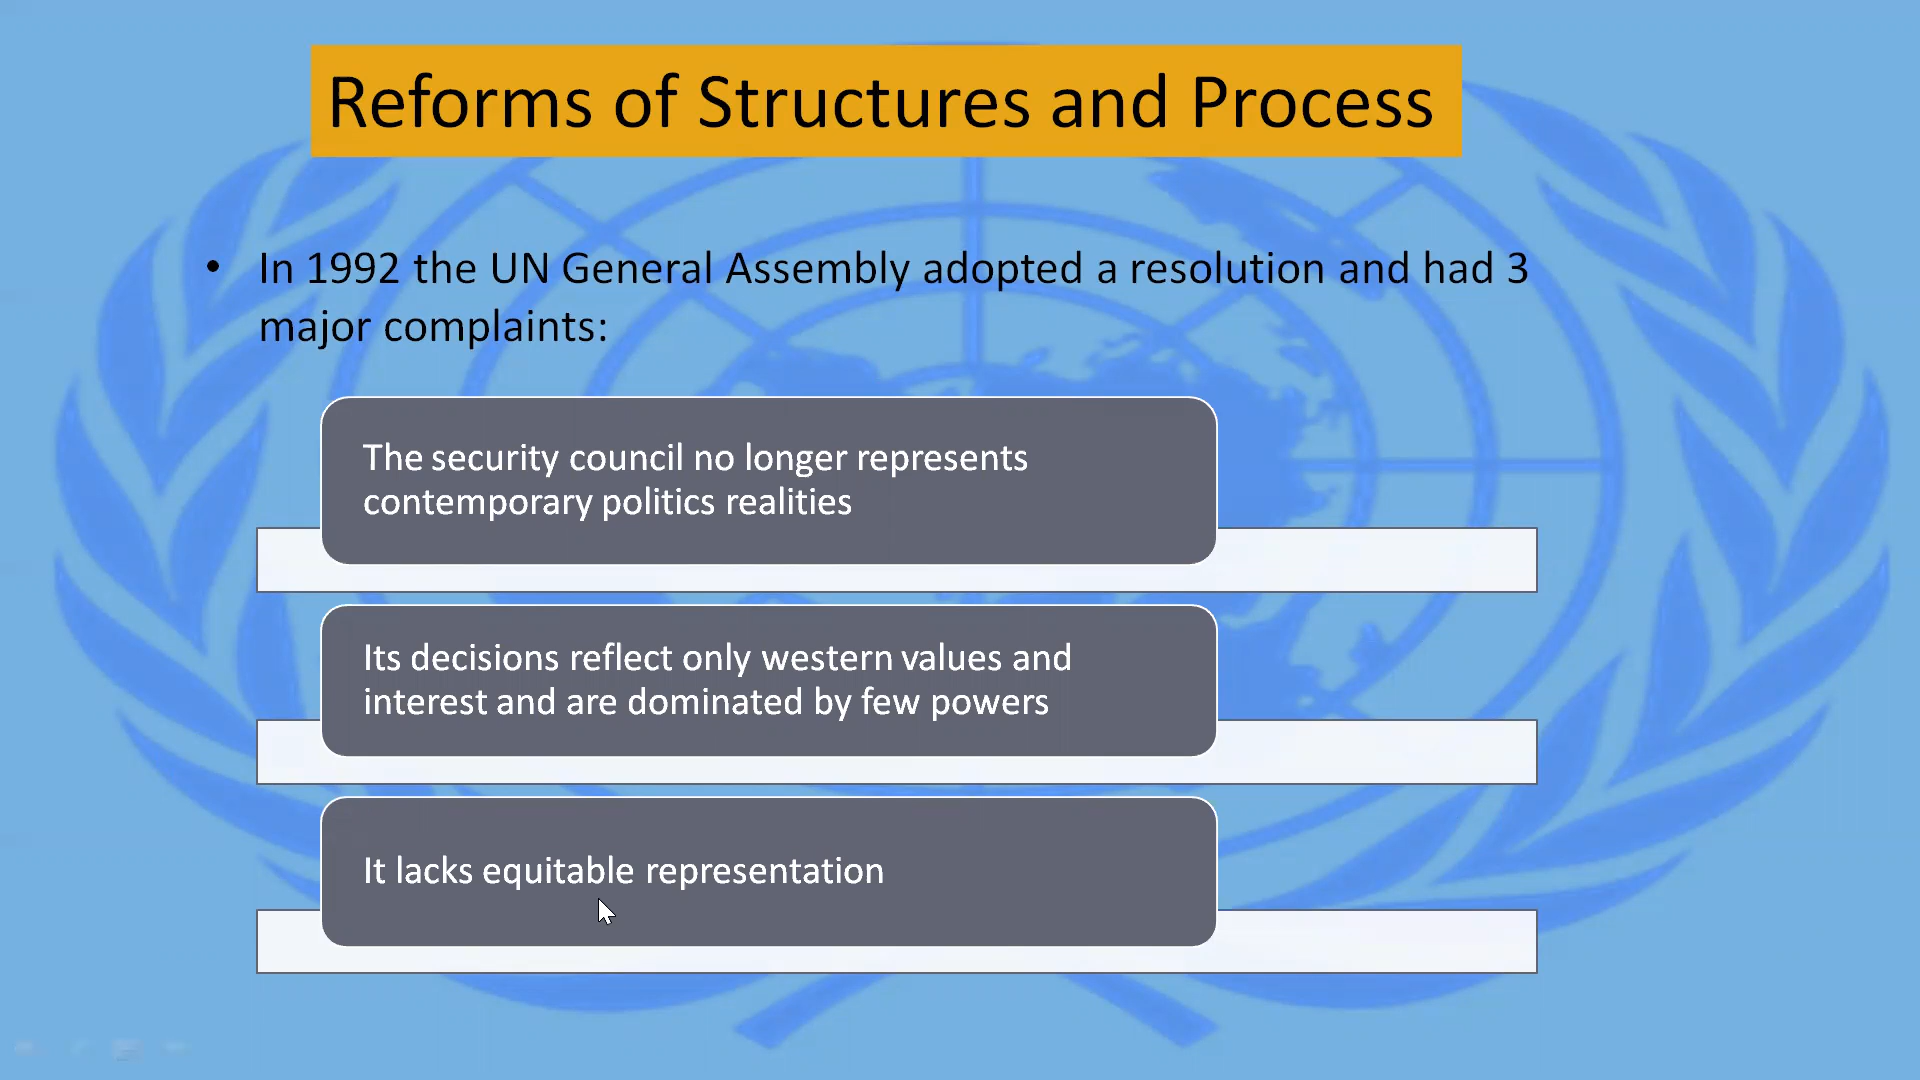 Reforms of Structures and Process
• In 1992 the UN General Assembly adopted a resolution and had 3
major complaints:
The security council no longer represents
contemporary politics realities
Its decisions reflect only western values and
interest and are dominated by few powers
It lacks equitable representation